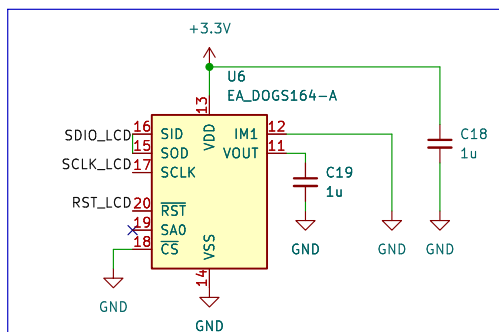 +3.3V
U6
EA_DOGS164-A
13
VDD
SDIO_LCD
16
SID
IM1
12
15
SOD
VOUT
11
SCLK_LCD
17
SCLK
C18
1u
C19
1u
RST_LCD
20
RST
19
SA0
18
CS
VSS
14
GND
GND
GND
GND
GND